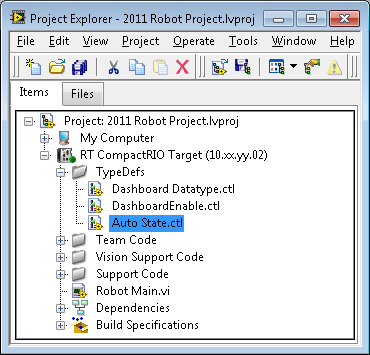 Project Explorer - 2011 Robot Project.lvproj
File Edit View Project Operate Tools Window Help
Items Files
Project: 2011 Robot Project.lvproj
My Computer
RT CompactRIO Target (10.xx.yy.02)
TypeDefs
Dashboard Datatype.ctl
DashboardEnable.ctl
Auto State.ctl
Team Code
Vision Support Code
Support Code
Robot Main.vi
Dependencies
Build Specifications